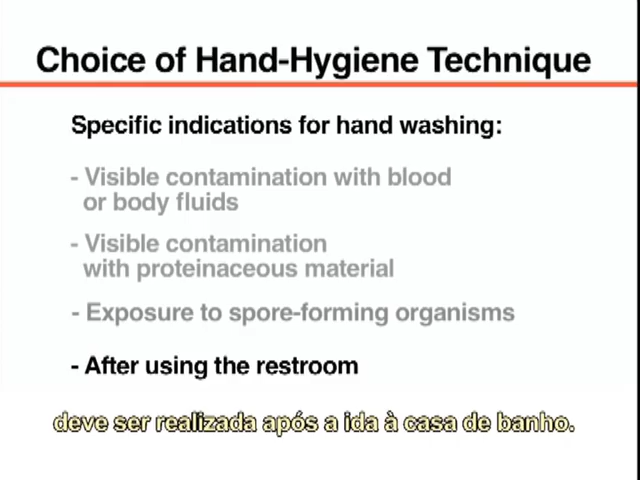 Choice of Hand-Hygiene Technique
Specific indications for hand washing:
- Visible contamination with blood
or body fluids
- Visible contamination
with proteinaceous material
- Exposure to spore-forming organisms
- After using the restroom
deve ser realizada após a ida à casa de banho.